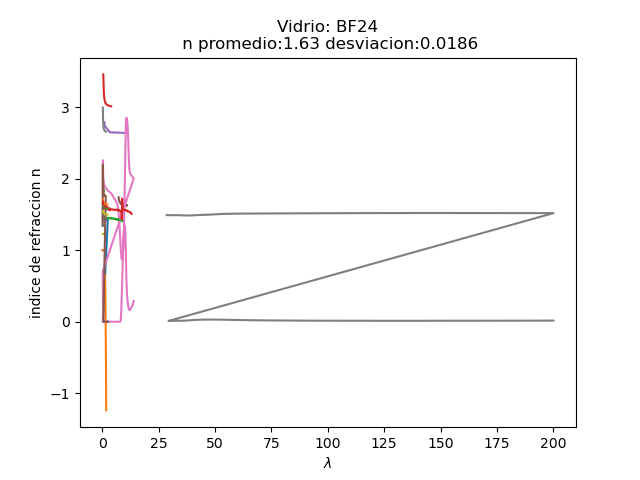 Vidrio: BF24
n promedio:1.63 desviacion:0.0186
indice de refraccion n
3
2
1
0
−1
0 25 50 75 100 125 150 175 200
λ